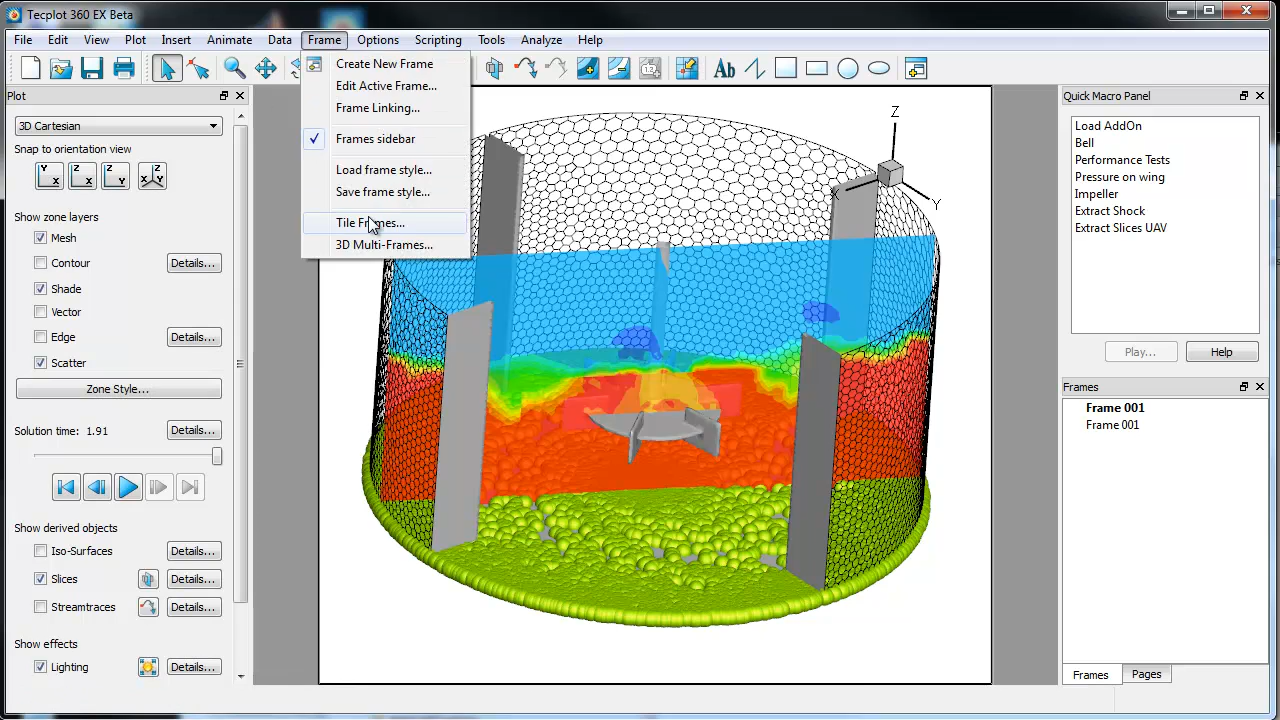 Tecplot 360 EX Beta
File Edit View Plot Insert Animate Data Frame Options Scripting Tools Analyze Help
Plot
3D Cartesian
Snap to orientation view
Y X
Z X
Z Y
Z X Y
Show zone layers
Mesh
Contour Details...
Shade
Vector
Edge Details...
Scatter
Zone Style...
Solution time: 1.91 Details...
Show derived objects
Iso-Surfaces Details...
Slices Details...
Streamtraces Details...
Show effects
Lighting Details...
Create New Frame
Edit Active Frame...
Frame Linking...
Frames sidebar
Load frame style...
Save frame style...
Tile Frames...
3D Multi-Frames...
Ab
Z
X
Y
Quick Macro Panel
Load AddOn
Bell
Performance Tests
Pressure on wing
Impeller
Extract Shock
Extract Slices UAV
Play... Help
Frames
Frame 001
Frame 001
Frames Pages